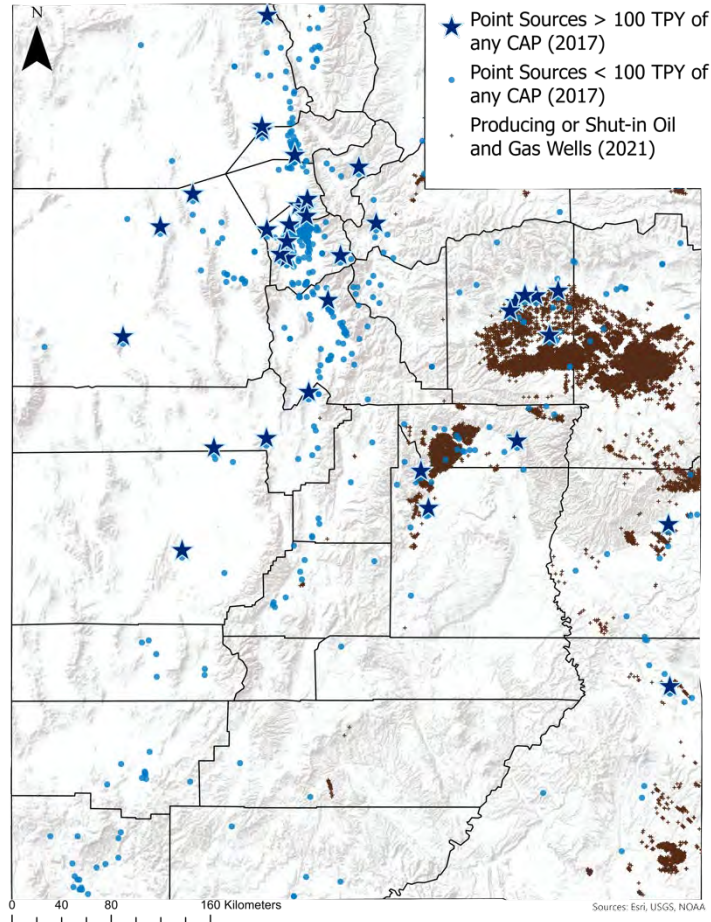 N
Point Sources > 100 TPY of
any CAP (2017)
Point Sources < 100 TPY of
any CAP (2017)
Producing or Shut-in Oil
and Gas Wells (2021)
0 40 80 160 Kilometers
Sources: Esri, USGS, NOAA